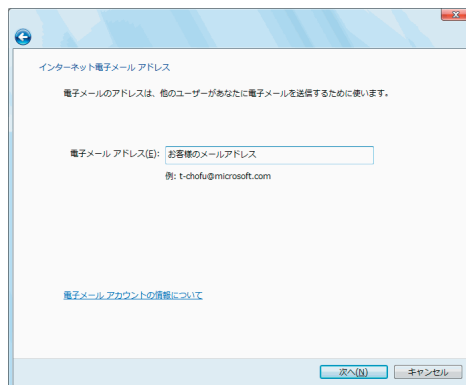 インターネット電子メール アドレス
電子メールのアドレスは、他のユーザーがあなたに電子メールを送信するために使います。
電子メール アドレス(E): お客様のメールアドレス
例: t-chofu@microsoft.com
電子メール アカウントの情報について
次へ(N) キャンセル